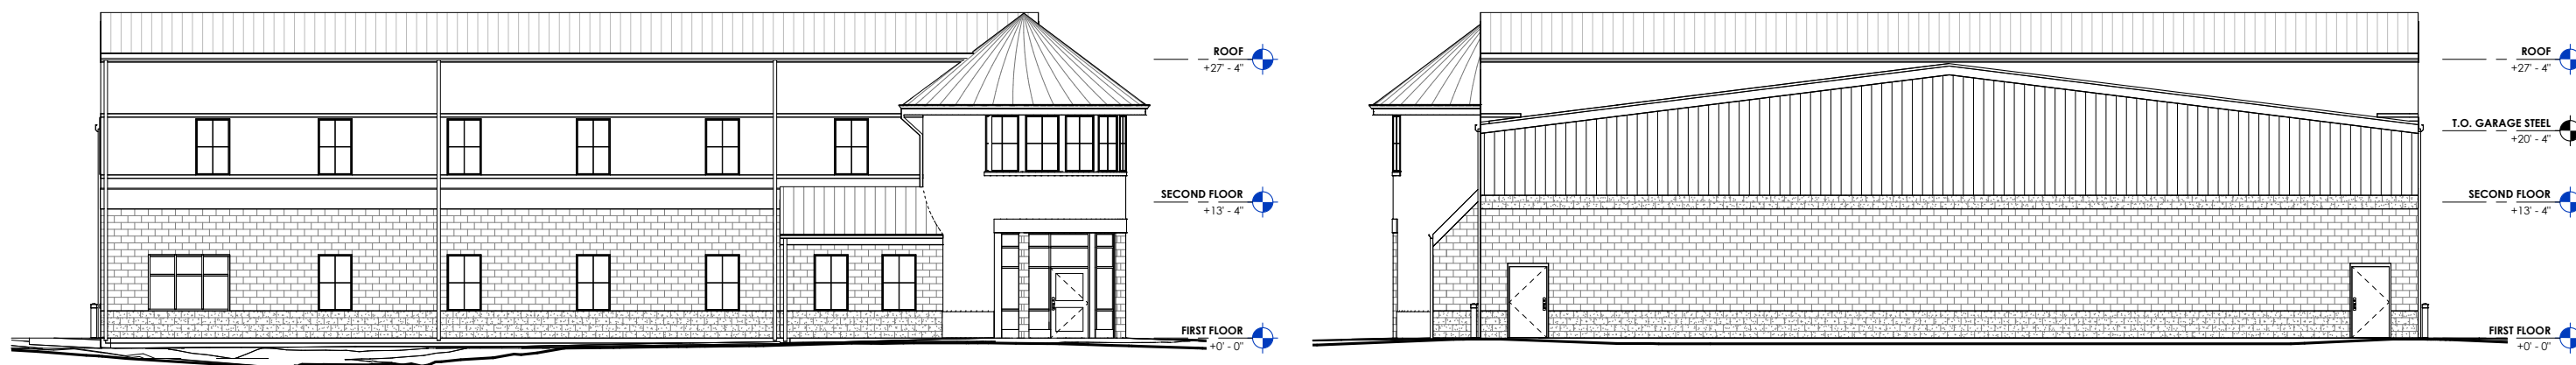 ROOF
+27' - 4"
SECOND FLOOR
+13' - 4"
FIRST FLOOR
+0' - 0"
ROOF
+27' - 4"
T.O. GARAGE STEEL
+20' - 4"
SECOND FLOOR
+13' - 4"
FIRST FLOOR
+0' - 0"